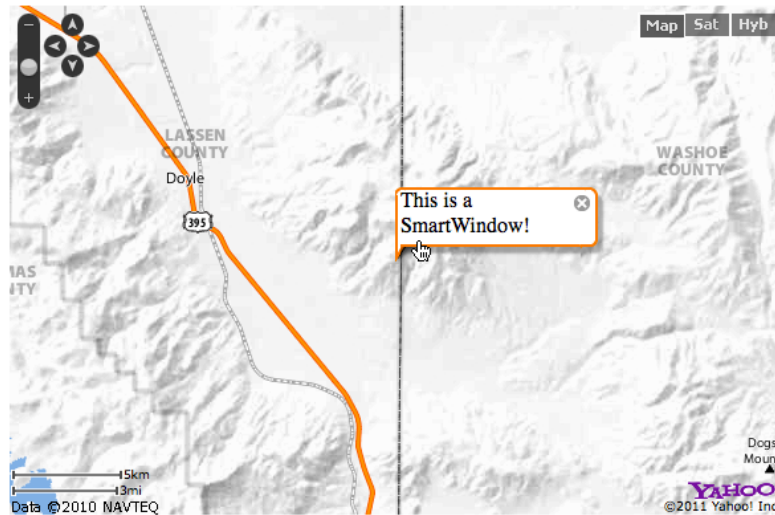 Map Sat Hyb
LASSEN
COUNTY
WASHOE
COUNTY
Doyle
This is a
SmartWindow!
395
MAS
NTY
Dogs
Moun
5km
3mi
YAHOO
Data ©2010 NAVTEQ
©2011 Yahoo! Inc